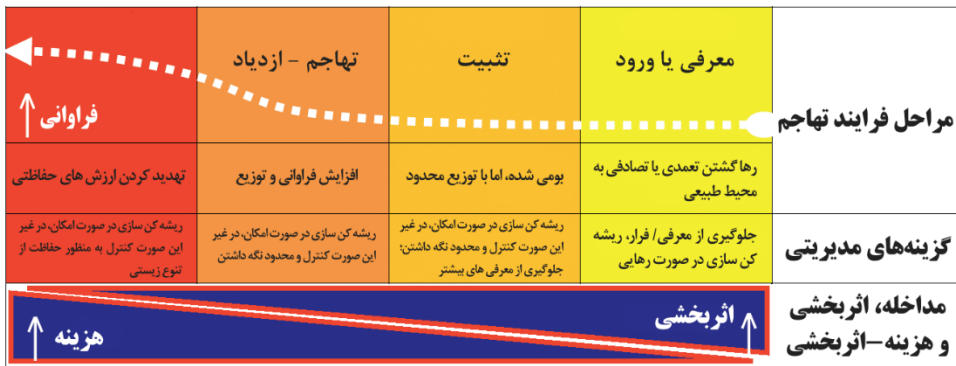 مراحل فرایند تهاجم
معرفی یا ورود
تثبیت
تهاجم - ازدیاد
فراوانی
رها گشتن تعمدی یا تصادفی به
محیط طبیعی
بومی شده، اما با توزیع محدود
افزایش فراوانی و توزیع
تهدید کردن ارزش های حفاظتی
گزینه‌های مدیریتی
جلوگیری از معرفی/ فرار، ریشه
کن سازی در صورت رهایی
ریشه کن سازی در صورت امکان، در غیر
این صورت کنترل و محدود نگه داشتن؛
جلوگیری از معرفی های بیشتر
ریشه کن سازی در صورت امکان، در غیر
این صورت کنترل و محدود نگه داشتن
ریشه کن سازی در صورت امکان، در غیر
این صورت کنترل به منظور حفاظت از
تنوع زیستی
مداخله، اثربخشی
و هزینه-اثربخشی
اثربخشی
هزینه